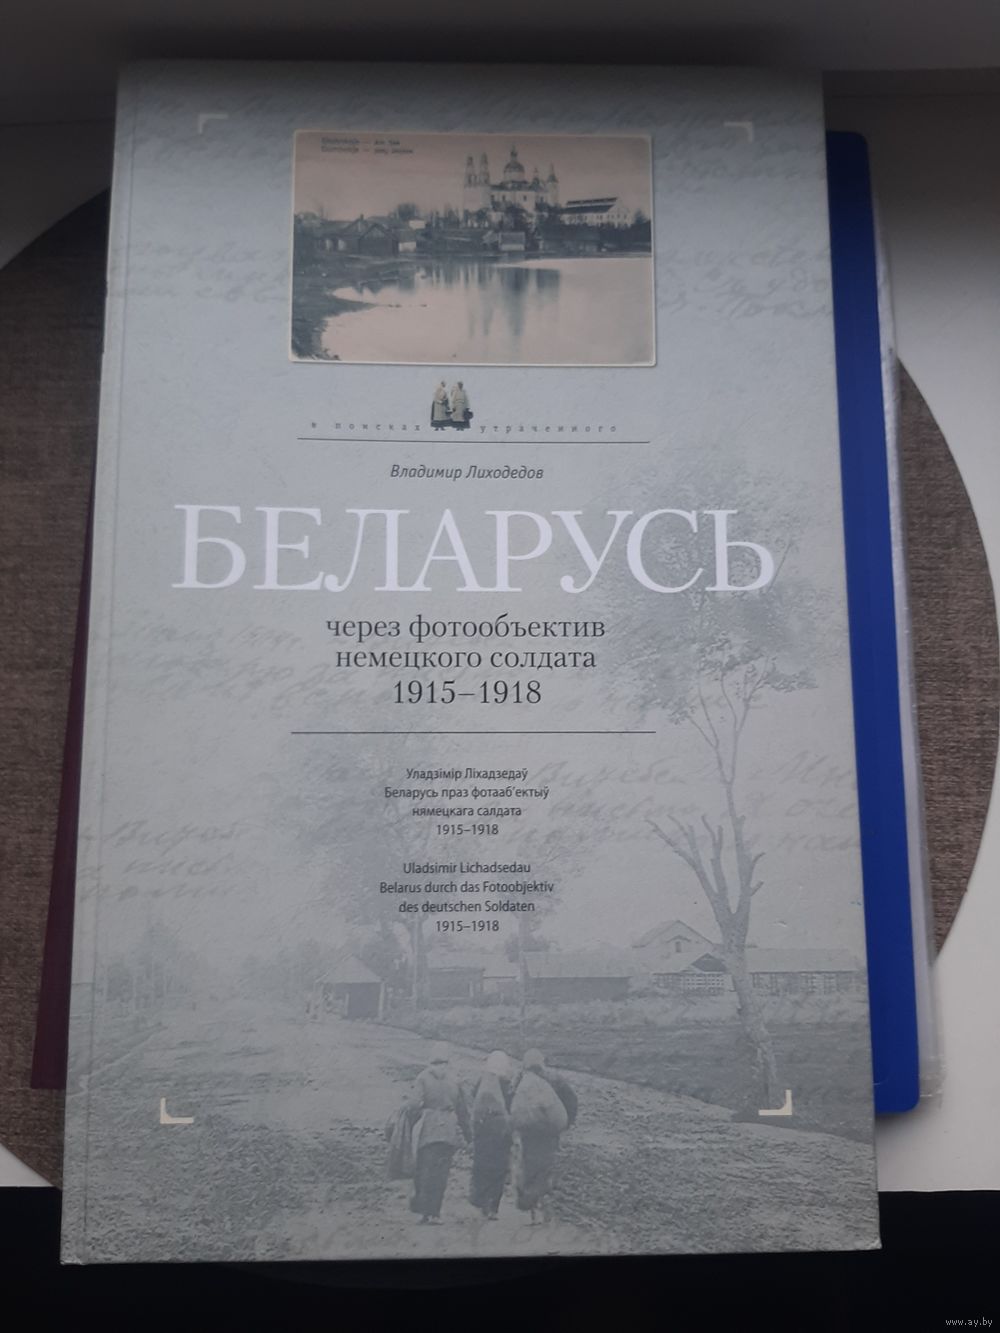 в поисках утраченного
Владимир Лиходедов
БЕЛАРУСЬ
через фотообъектив
немецкого солдата
1915–1918
Уладзімір Ліхадзедаў
Беларусь праз фотааб'ектыў
нямецкага салдата
1915–1918
Uladsimir Lichadsedau
Belarus durch das Fotoobjektiv
des deutschen Soldaten
1915–1918
www.ay.by